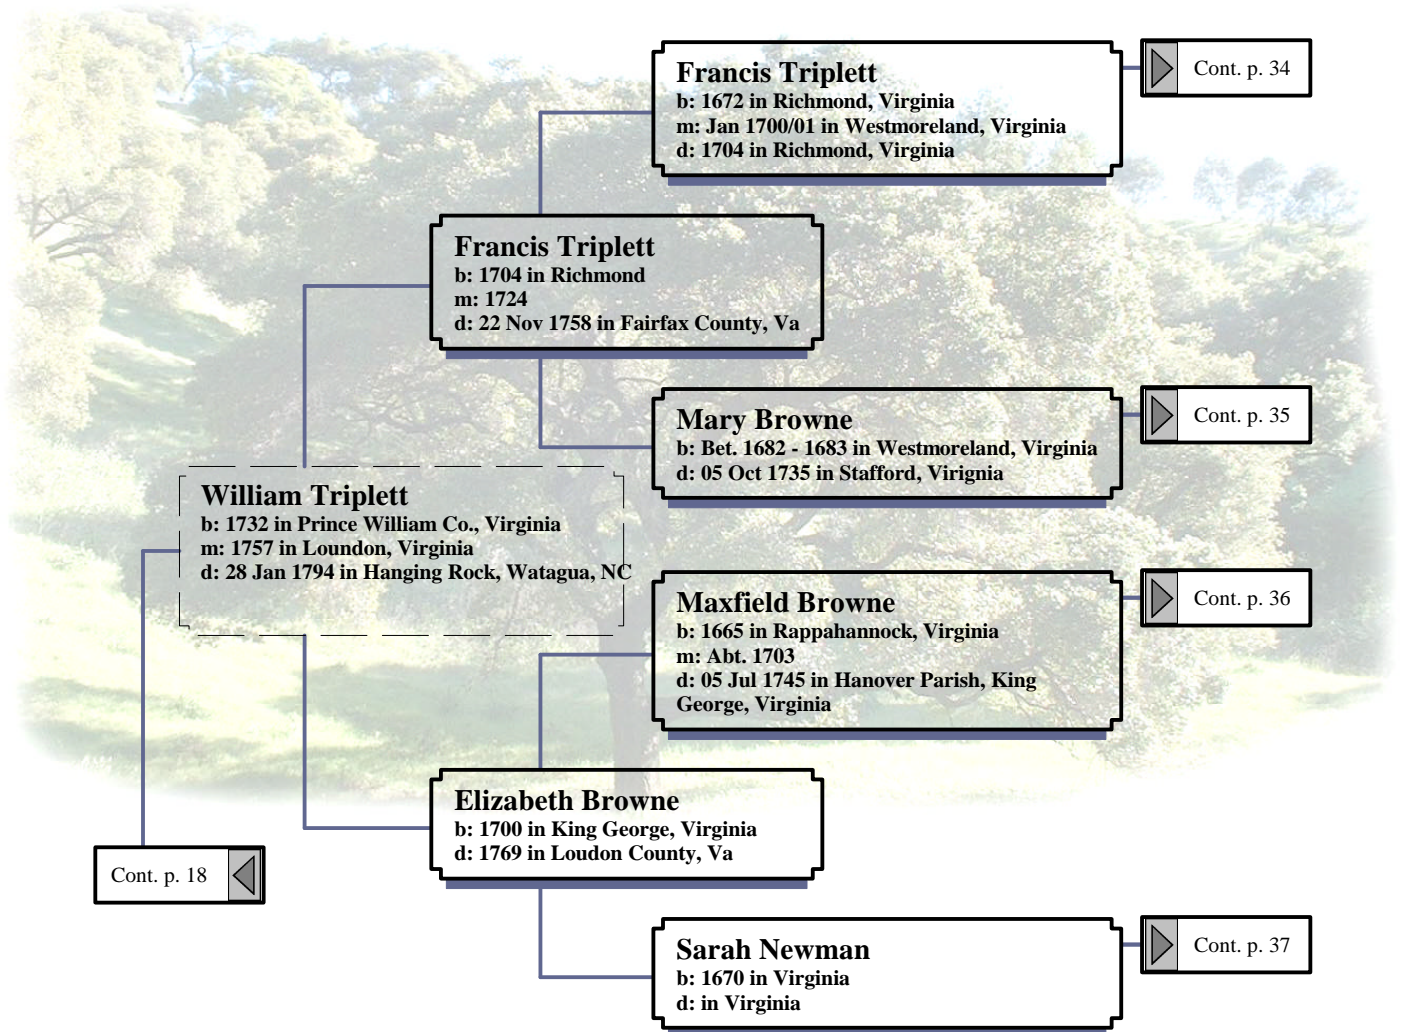 Francis Triplett
b: 1672 in Richmond, Virginia
m: Jan 1700/01 in Westmoreland, Virginia
d: 1704 in Richmond, Virginia
Cont. p. 34
Francis Triplett
b: 1704 in Richmond
m: 1724
d: 22 Nov 1758 in Fairfax County, Va
Mary Browne
b: Bet. 1682 - 1683 in Westmoreland, Virginia
d: 05 Oct 1735 in Stafford, Virignia
Cont. p. 35
William Triplett
b: 1732 in Prince William Co., Virginia
m: 1757 in Loundon, Virginia
d: 28 Jan 1794 in Hanging Rock, Watagua, NC
Maxfield Browne
b: 1665 in Rappahannock, Virginia
m: Abt. 1703
d: 05 Jul 1745 in Hanover Parish, King
George, Virginia
Cont. p. 36
Elizabeth Browne
b: 1700 in King George, Virginia
d: 1769 in Loudon County, Va
Cont. p. 18
Sarah Newman
b: 1670 in Virginia
d: in Virginia
Cont. p. 37